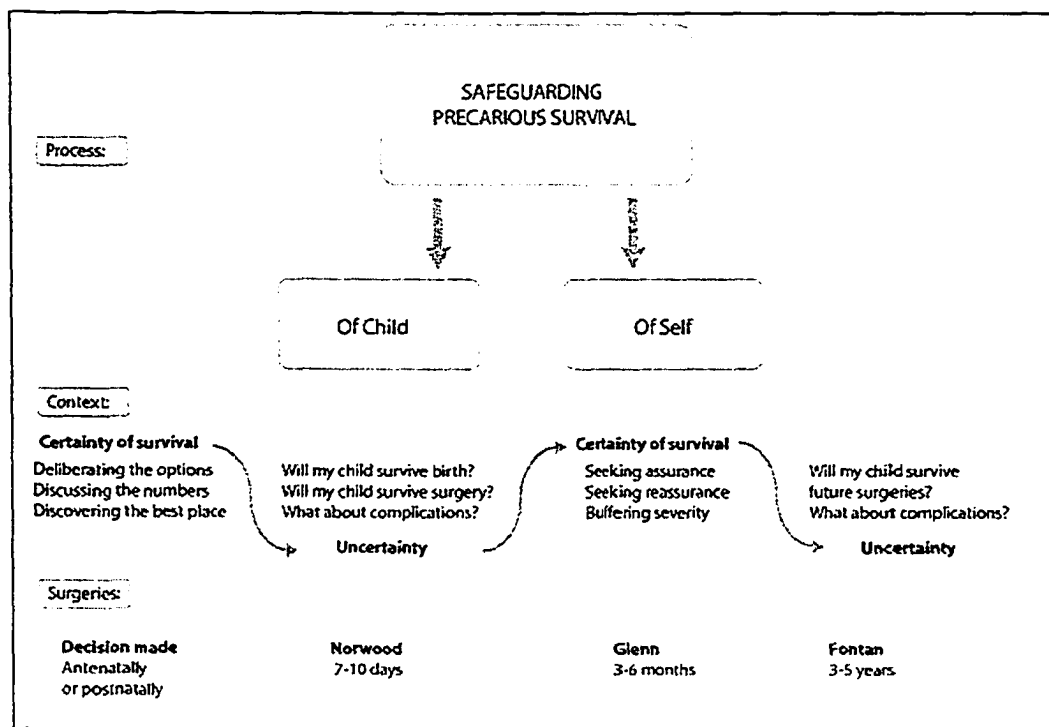 SAFEGUARDING
PRECARIOUS SURVIVAL
Process:
Of Child
Of Self
Context:
Certainty of survival
Deliberating the options
Discussing the numbers
Discovering the best place
Will my child survive birth?
Will my child survive surgery?
What about complications?
Uncertainty
Certainty of survival
Seeking assurance
Seeking reassurance
Buffering severity
Will my child survive
future surgeries?
What about complications?
Uncertainty
Surgeries:
Decision made
Antenatally
or postnatally
Norwood
7-10 days
Glenn
3-6 months
Fontan
3-5 years